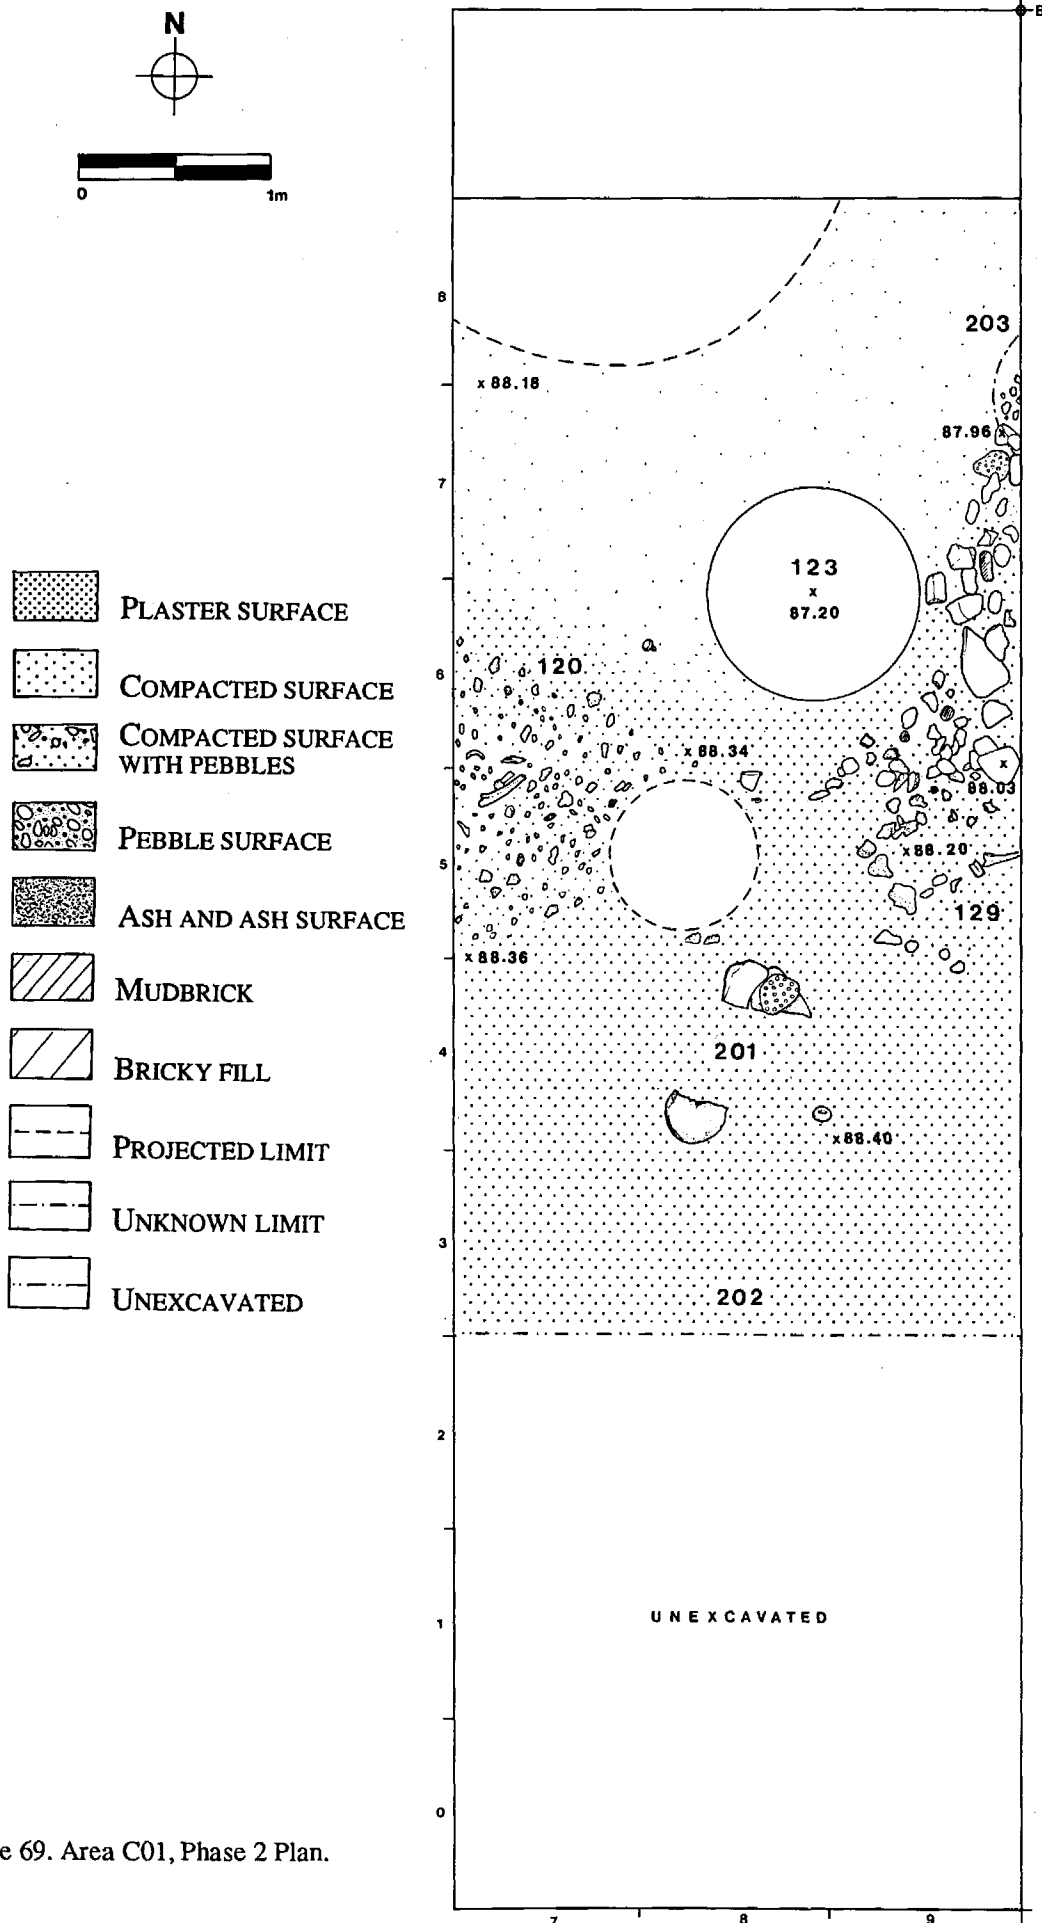 N
0 1m
E
8
203
x 88.18
87.96 x
7
123
x
87.20
PLASTER SURFACE
120
6
COMPACTED SURFACE
COMPACTED SURFACE
WITH PEBBLES
x 88.34
x
88.03
PEBBLE SURFACE
x88.20
5
ASH AND ASH SURFACE
129
x88.36
MUDBRICK
201
4
BRICKY FILL
x88.40
PROJECTED LIMIT
UNKNOWN LIMIT
3
UNEXCAVATED
202
2
UNEXCAVATED
1
0
e 69. Area C01, Phase 2 Plan.
7 8 9